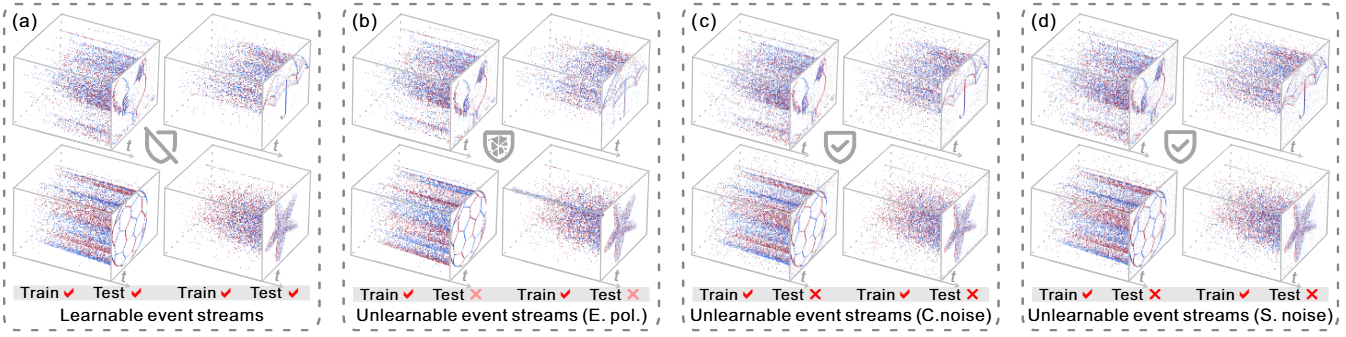 (a)
t
t
t
t
Train Test Train Test
Learnable event streams
(b)
t
t
t
t
Train Test Train Test
Unlearnable event streams (E. pol.)
(c)
t
t
t
t
Train Test Train Test
Unlearnable event streams (C.noise)
(d)
t
t
t
t
Train Test Train Test
Unlearnable event streams (S. noise)